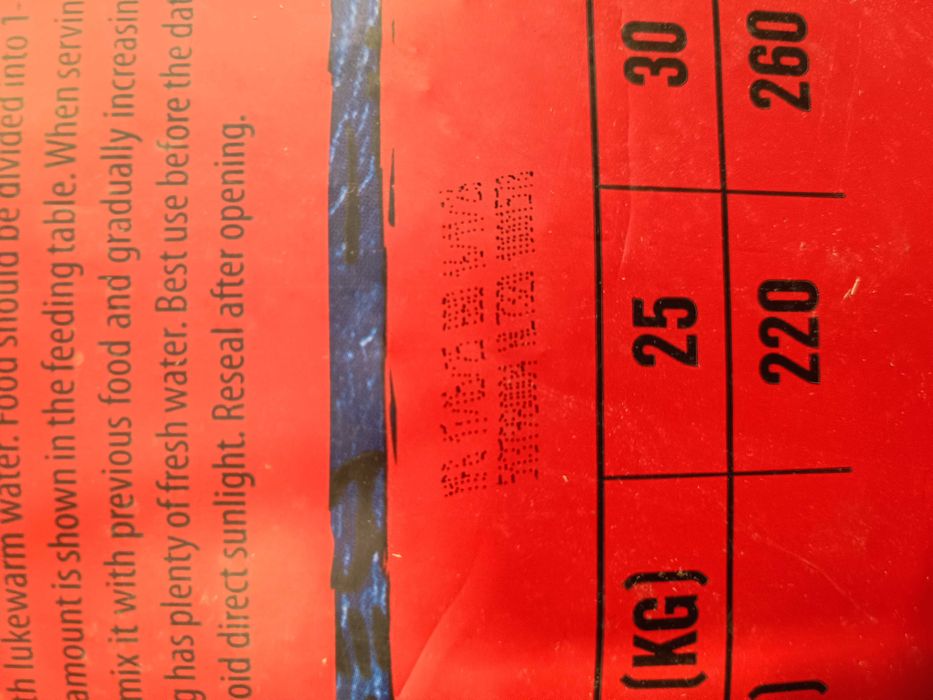 th lukewarm water. Food should be divided into 1-
amount is shown in the feeding table. When servin
mix it with previous food and gradually increasin
g has plenty of fresh water. Best use before the dat
oid direct sunlight. Reseal after opening.
(KG) 25 30
) 220 260